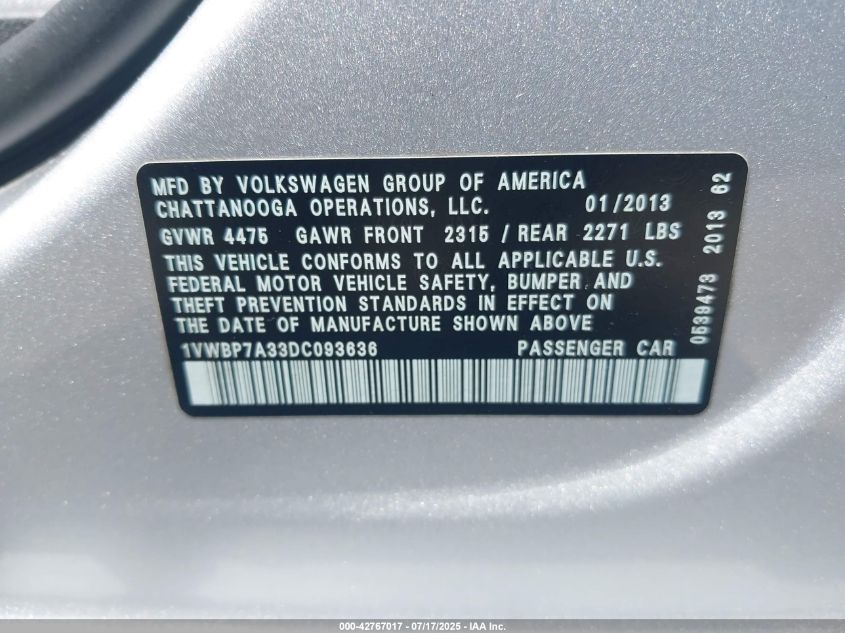 MFD BY VOLKSWAGEN GROUP OF AMERICA
CHATTANOOGA OPERATIONS, LLC. 01/2013
GVWR 4475 GAWR FRONT 2315 / REAR 2271 LBS
THIS VEHICLE CONFORMS TO ALL APPLICABLE U.S.
FEDERAL MOTOR VEHICLE SAFETY, BUMPER AND
THEFT PREVENTION STANDARDS IN EFFECT ON
THE DATE OF MANUFACTURE SHOWN ABOVE
1VWBP7A33DC093636 PASSENGER CAR
0539473 2013 62
000-42767017 - 07/17/2025 - IAA Inc.